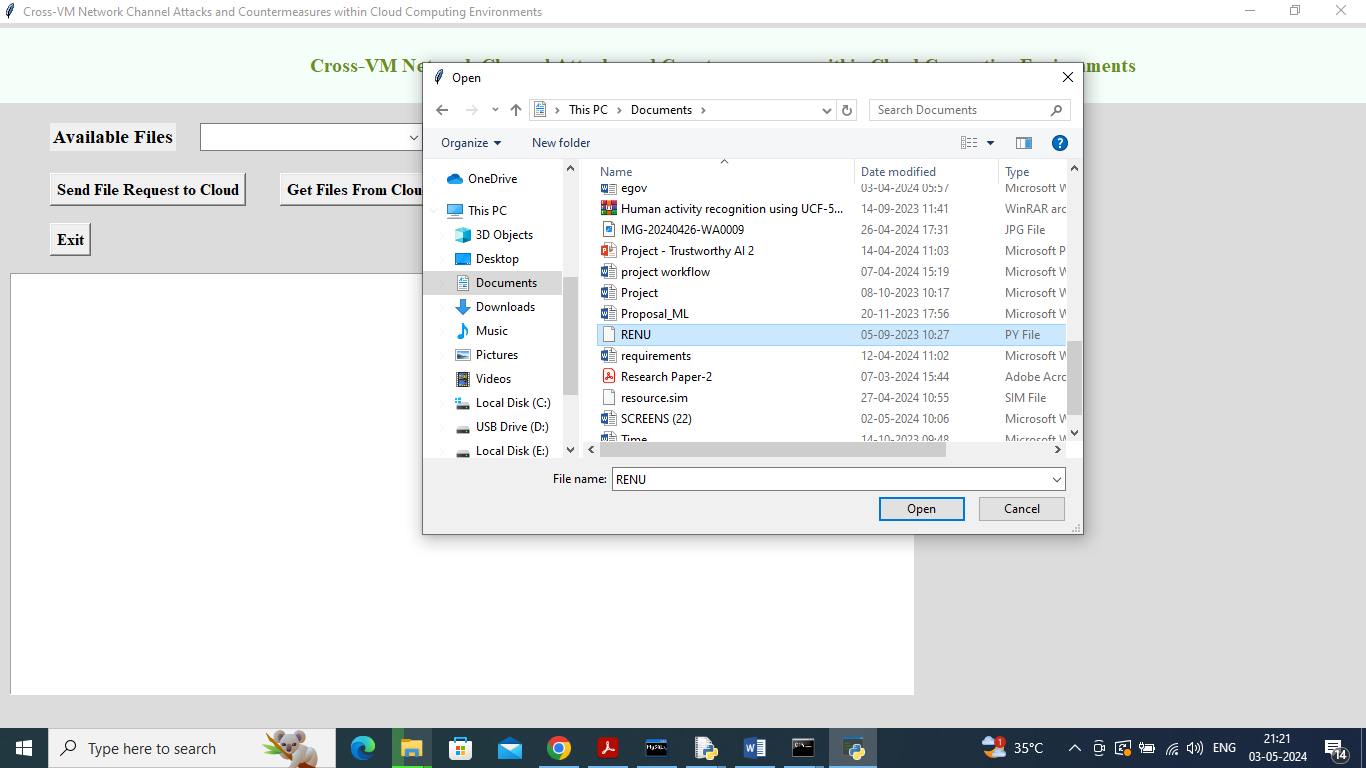 Cross-VM Network Channel Attacks and Countermeasures within Cloud Computing Environments
Open
This PC
Documents
Search Documents
Available Files
Organize
New folder
Send File Request to Cloud
Exit
OneDrive
This PC
3D Objects
Desktop
Documents
Downloads
Music
Pictures
Videos
Local Disk (C:)
USB Drive (D:)
Local Disk (E:)
Name Date modified Type
egov 03-04-2024 05:57 Microsoft W
Human activity recognition using UCF-5... 14-09-2023 11:41 WinRAR arc
IMG-20240426-WA0009 26-04-2024 17:31 JPG File
Project - Trustworthy AI 2 14-04-2024 11:03 Microsoft P
project workflow 07-04-2024 15:19 Microsoft W
Project 08-10-2023 10:17 Microsoft W
Proposal_ML 20-11-2023 17:56 Microsoft W
RENU 05-09-2023 10:27 PY File
requirements 12-04-2024 11:02 Microsoft W
Research Paper-2 07-03-2024 15:44 Adobe Acro
resource.sim 27-04-2024 10:55 SIM File
SCREENS (22) 02-05-2024 10:06 Microsoft W
Time 14-10-2023 09:48 Microsoft W
File name: RENU
Open Cancel
Type here to search
35°C
ENG
21:21
03-05-2024
14